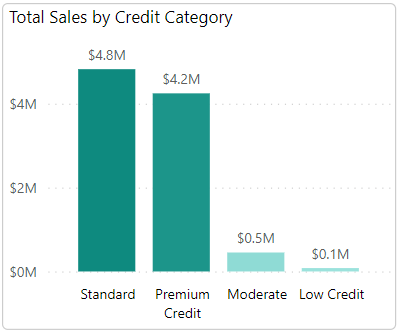 Total Sales by Credit Category
$4.8M
$4.2M
$4M
$2M
$0.5M
$0.1M
$0M
Standard
Premium
Credit
Moderate
Low Credit